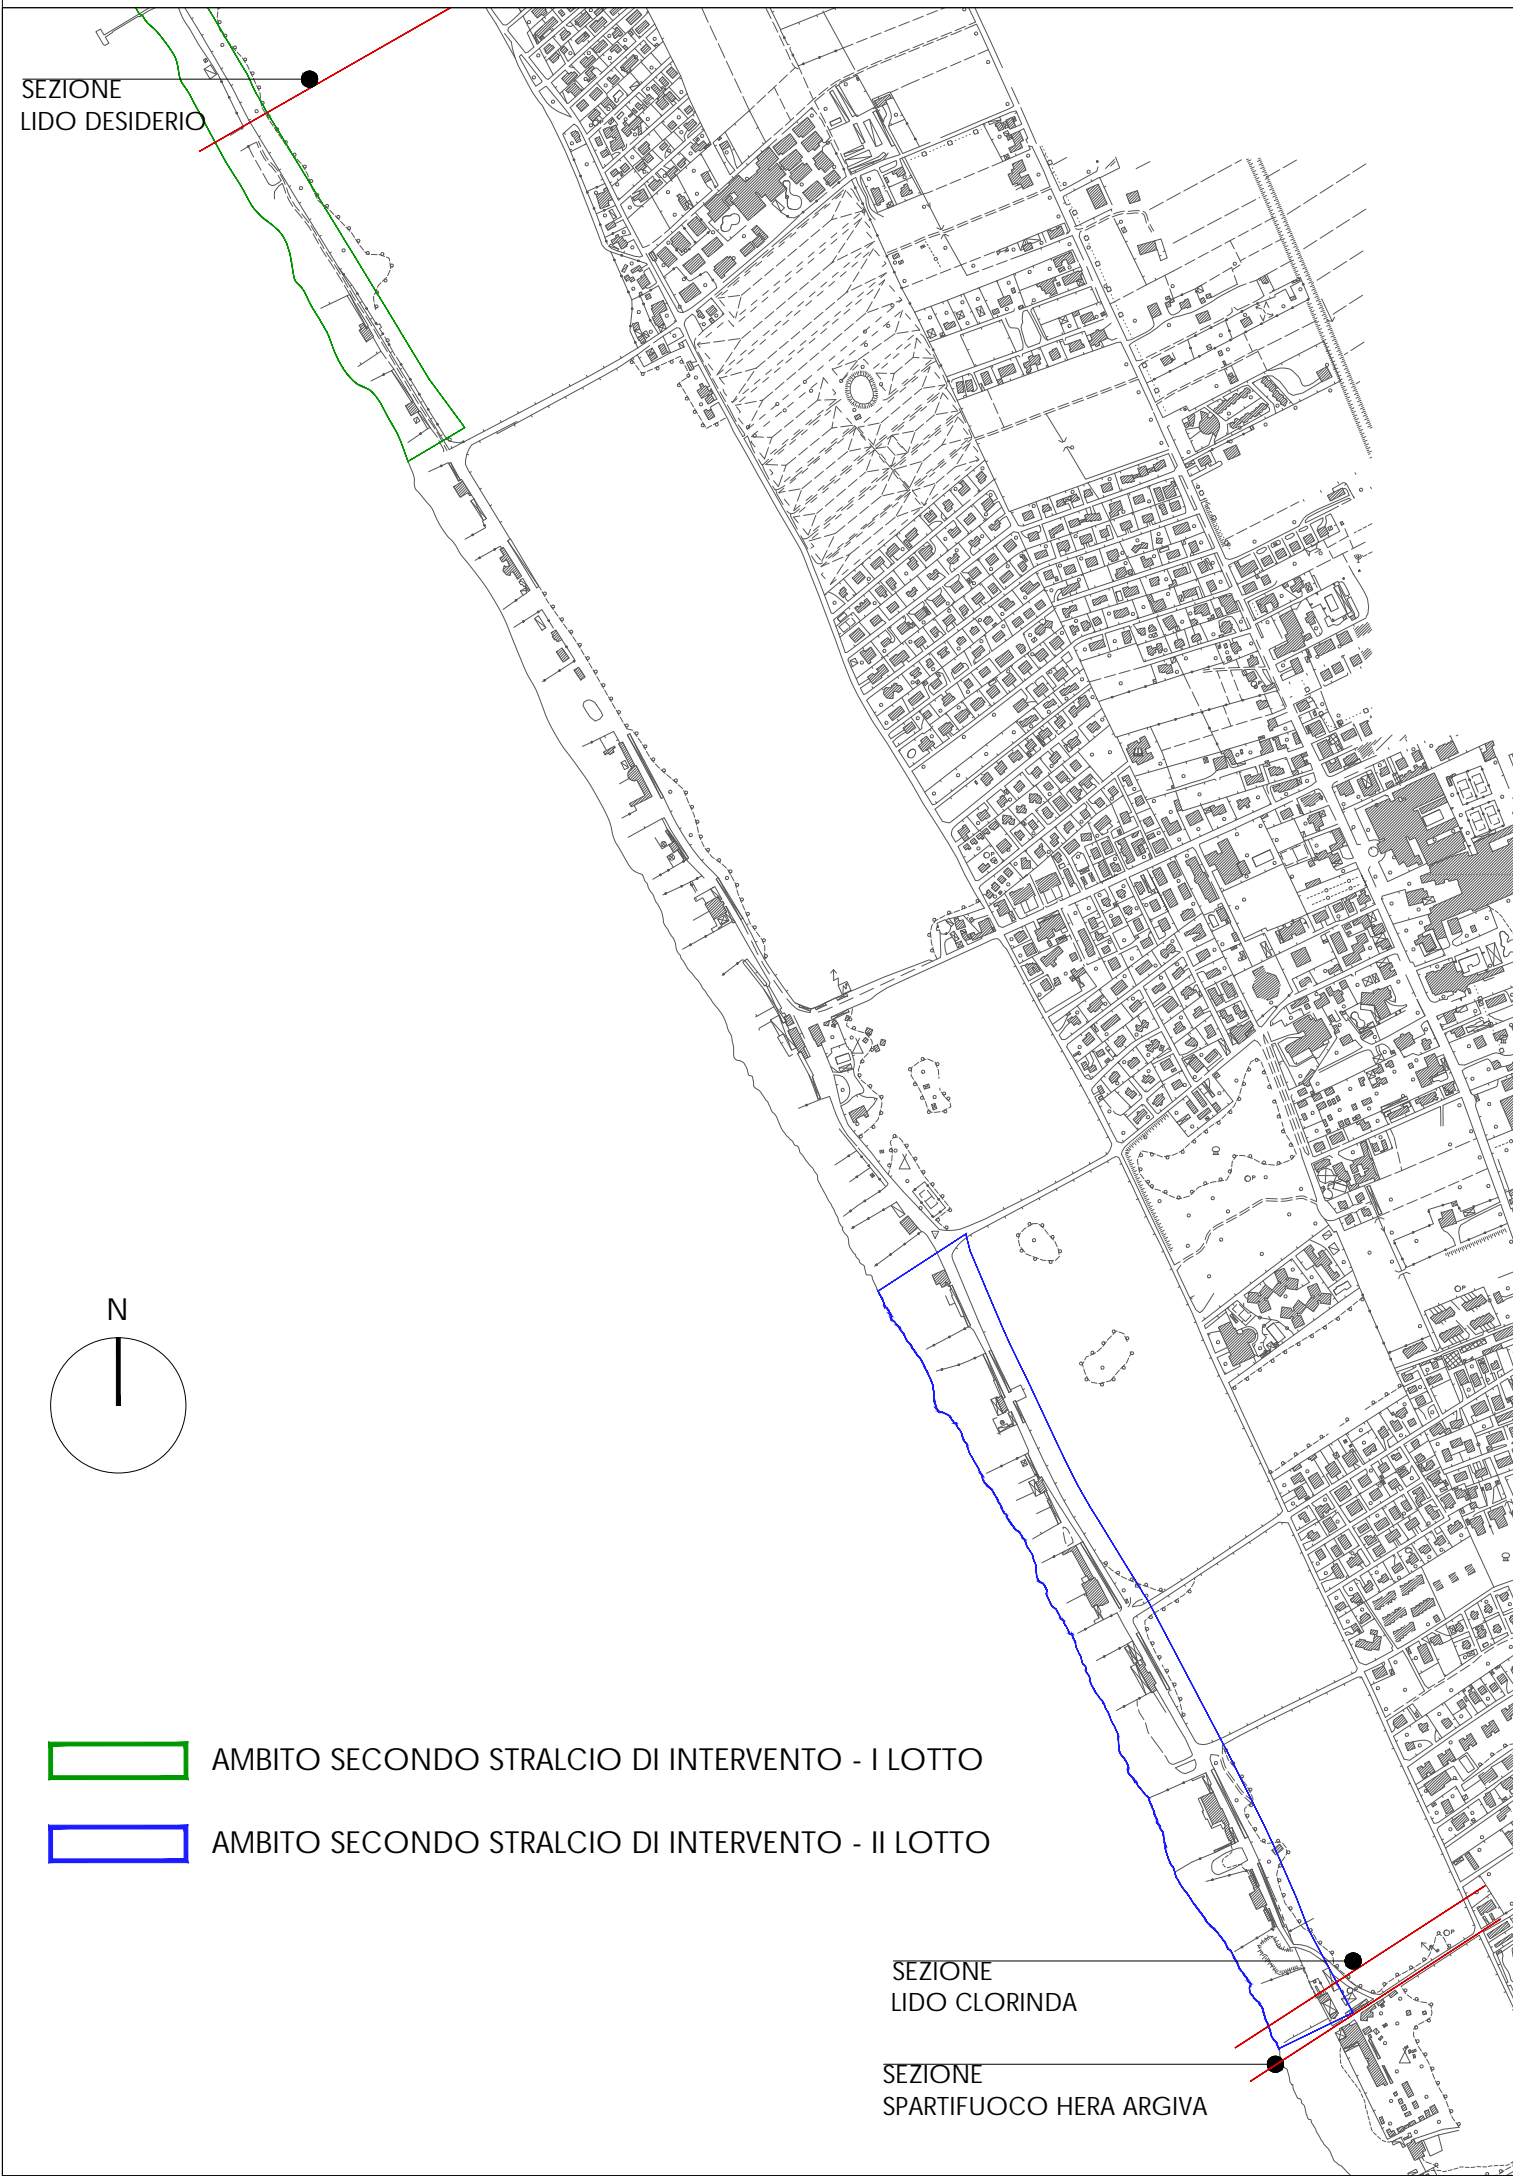 SEZIONE
LIDO DESIDERIO
N
AMBITO SECONDO STRALCIO DI INTERVENTO - I LOTTO
AMBITO SECONDO STRALCIO DI INTERVENTO - II LOTTO
SEZIONE
LIDO CLORINDA
SEZIONE
SPARTIFUOCO HERA ARGIVA